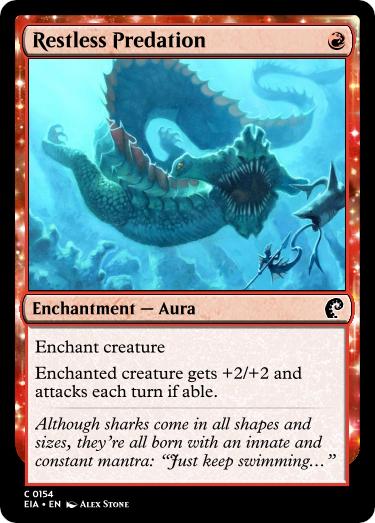 Restless Predation
Enchantment — Aura
Enchant creature
Enchanted creature gets +2/+2 and
attacks each turn if able.
Although sharks come in all shapes and
sizes, they’re all born with an innate and
constant mantra: “Just keep swimming…”
C 0154
EIA • EN Alex Stone